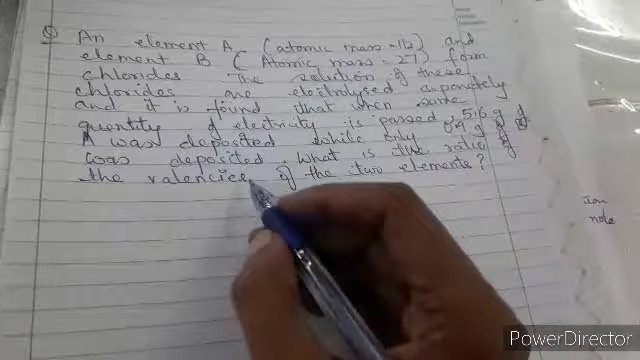 Q An element A (atomic mass = 112) and
element B (Atomic mass = 27) form
chlorides. The solution of these
chlorides are electrolysed separately
and it is found that when same
quantity of electricity is passed 5.6 g of
A was deposited while only 0.9 g of B
was deposited. What is the ratio of
the valencies of the two elements?
note
PowerDirector